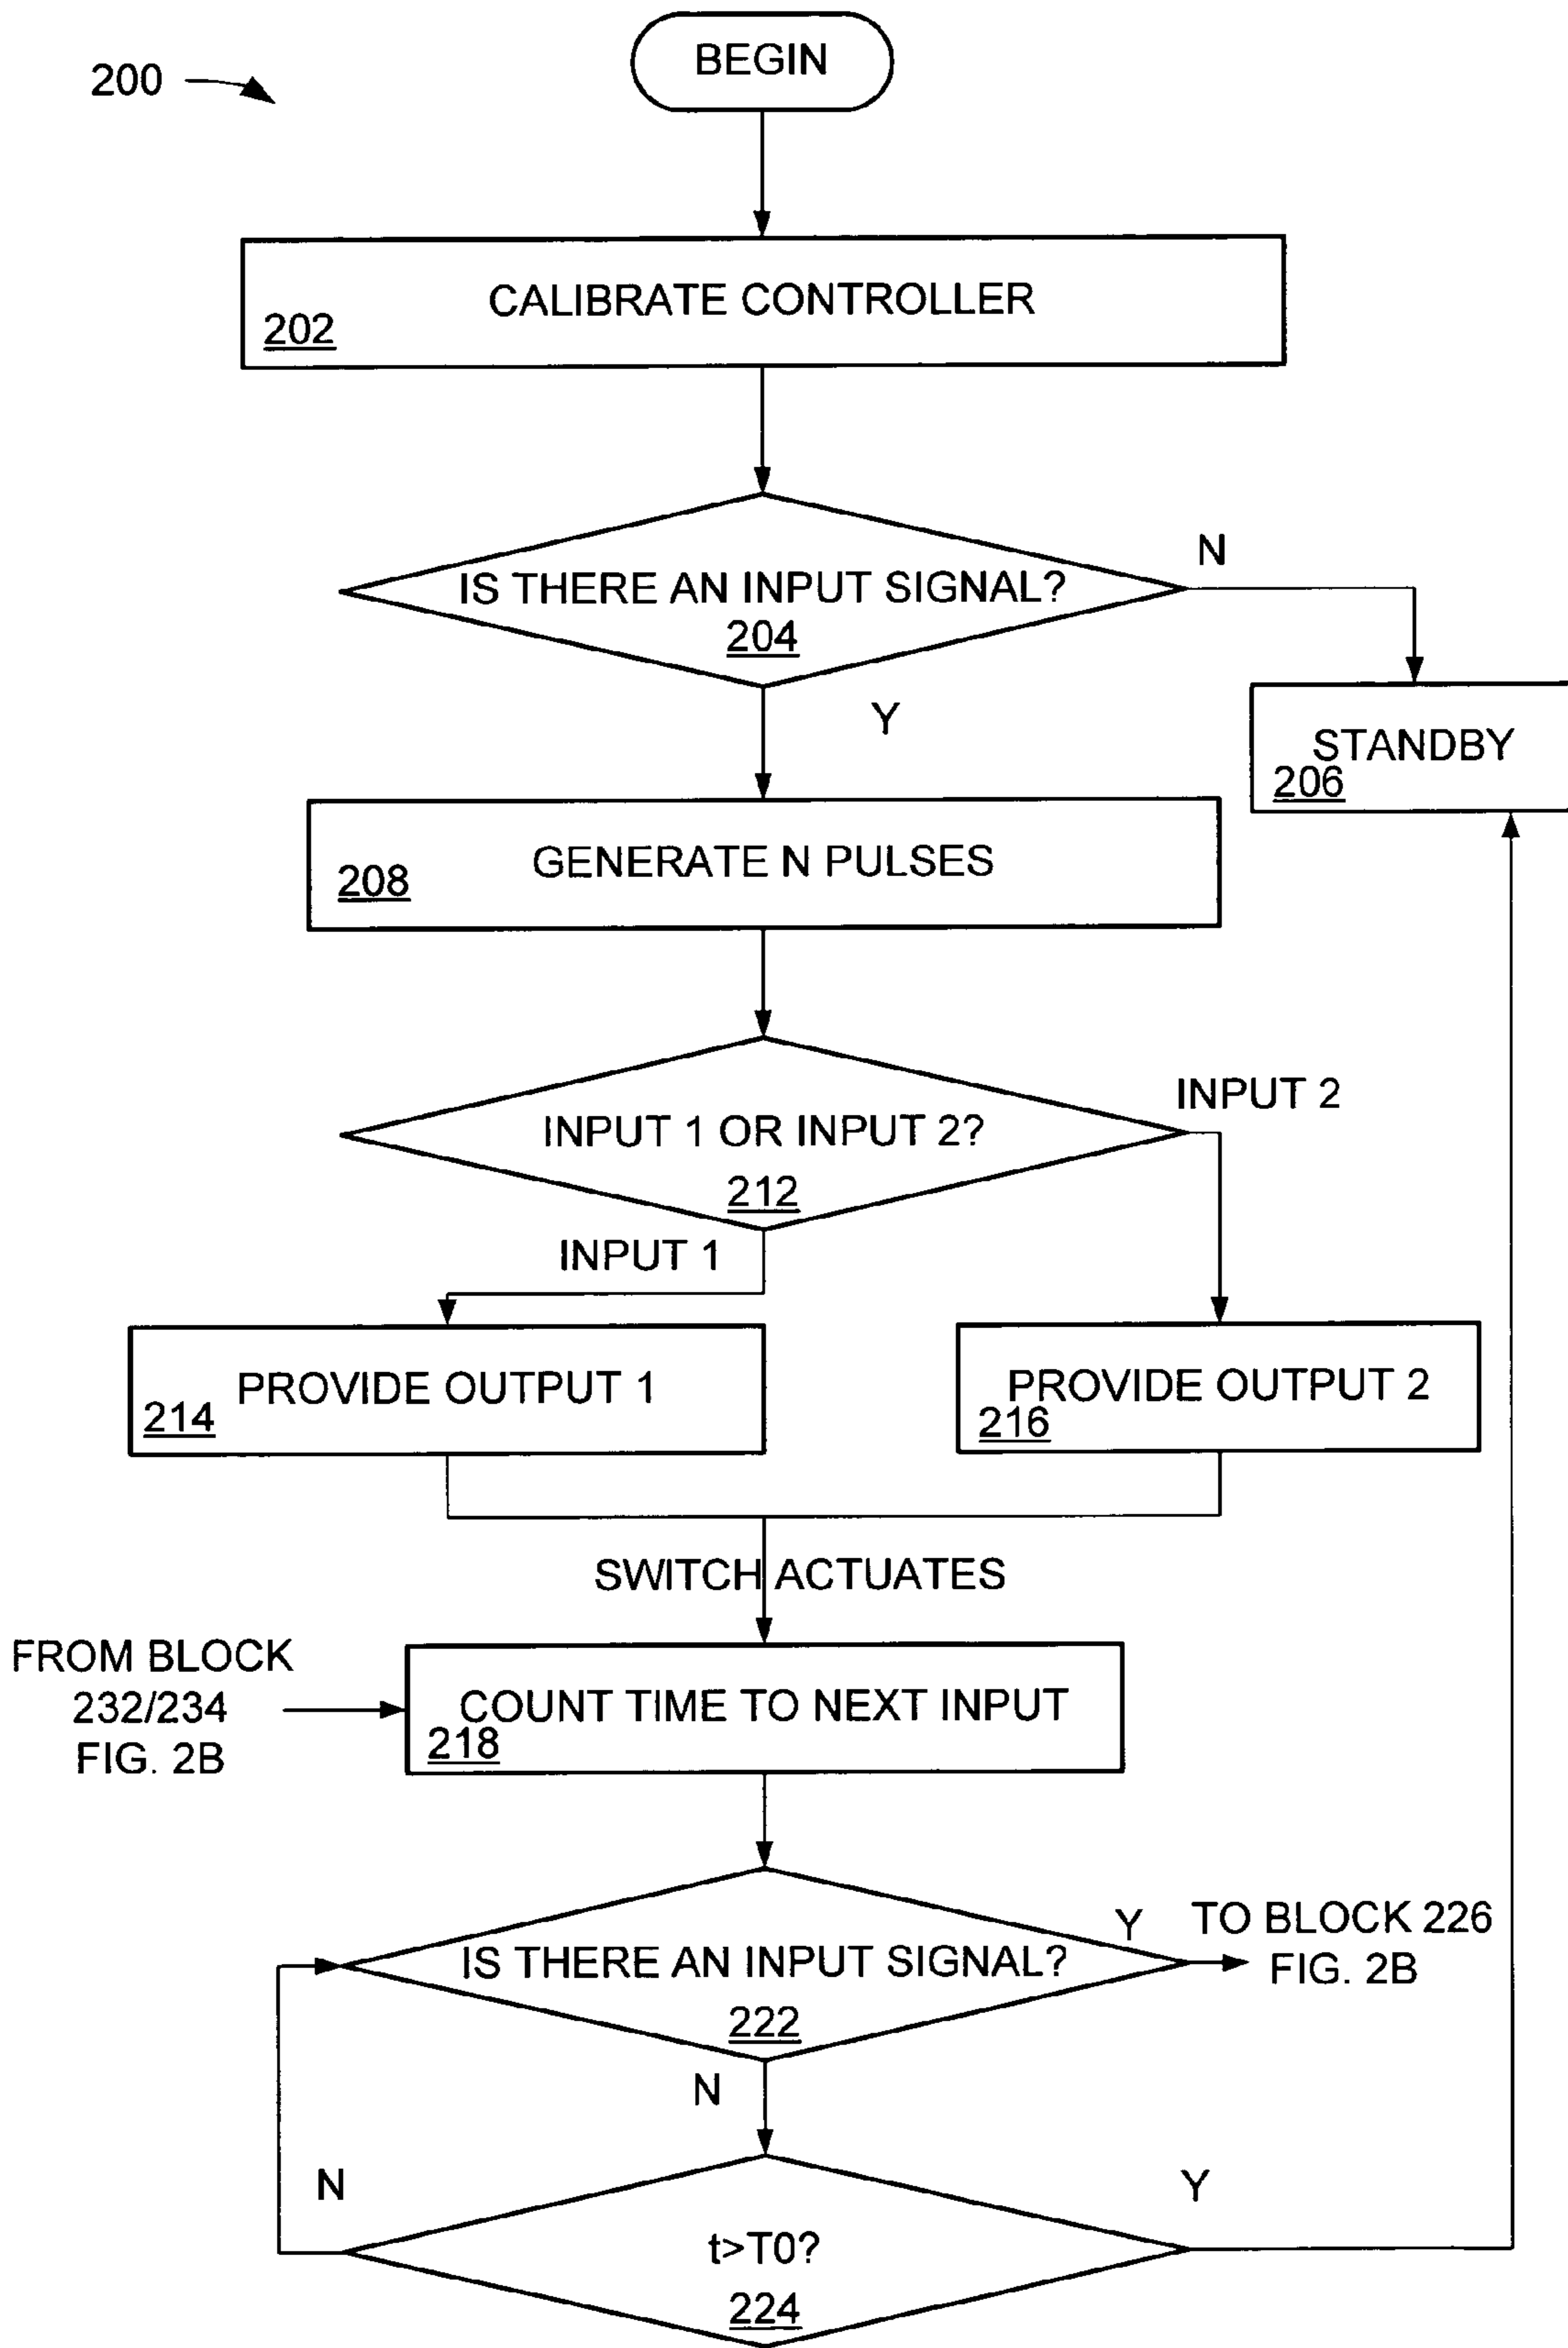 BEGIN
200
CALIBRATE CONTROLLER
202
N
IS THERE AN INPUT SIGNAL?
204
Y
STANDBY
206
GENERATE N PULSES
208
INPUT 2
INPUT 1 OR INPUT 2?
212
INPUT 1
PROVIDE OUTPUT 1
214
PROVIDE OUTPUT 2
216
SWITCH ACTUATES
FROM BLOCK
232/234
FIG. 2B
COUNT TIME TO NEXT INPUT
218
Y
TO BLOCK 226
FIG. 2B
IS THERE AN INPUT SIGNAL?
222
N
N
Y
t>T0?
224